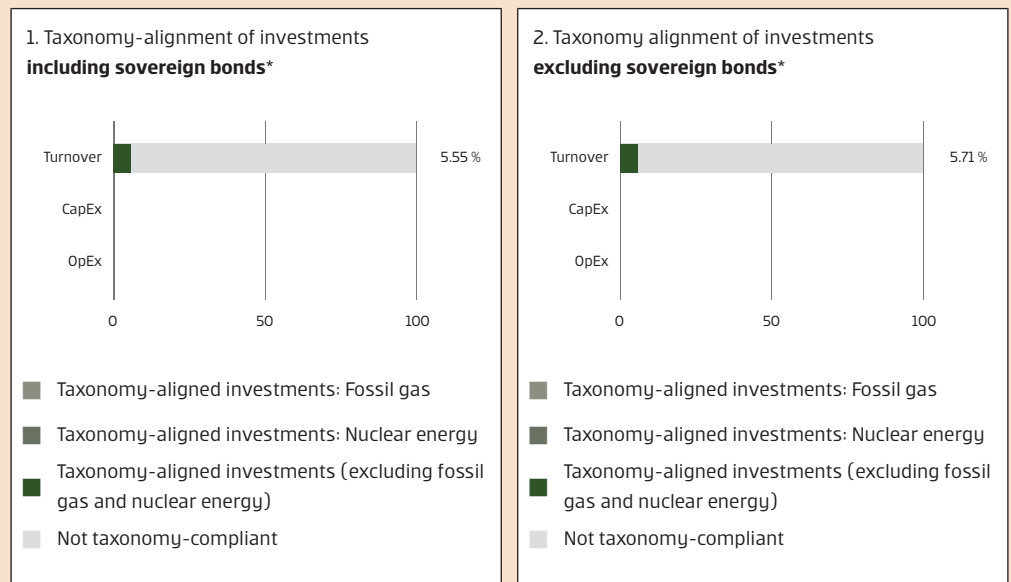 1. Taxonomy-alignment of investments
including sovereign bonds*
Turnover
5.55 %
CapEx
OpEx
0
50
100
Taxonomy-aligned investments: Fossil gas
Taxonomy-aligned investments: Nuclear energy
Taxonomy-aligned investments (excluding fossil
gas and nuclear energy)
Not taxonomy-compliant
2. Taxonomy alignment of investments
excluding sovereign bonds*
Turnover
5.71 %
CapEx
OpEx
0
50
100
Taxonomy-aligned investments: Fossil gas
Taxonomy-aligned investments: Nuclear energy
Taxonomy-aligned investments (excluding fossil
gas and nuclear energy)
Not taxonomy-compliant